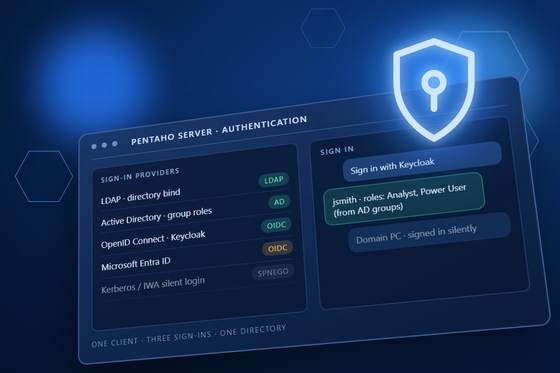 PENTAHO SERVER · AUTHENTICATION
SIGN-IN PROVIDERS
LDAP · directory bind
LDAP
Active Directory · group roles
AD
OpenID Connect · Keycloak
OIDC
Microsoft Entra ID
OIDC
Kerberos / IWA silent login
SPNEGO
SIGN IN
Sign in with Keycloak
jsmith · roles: Analyst, Power User
(from AD groups)
Domain PC · signed in silently
ONE CLIENT · THREE SIGN-INS · ONE DIRECTORY